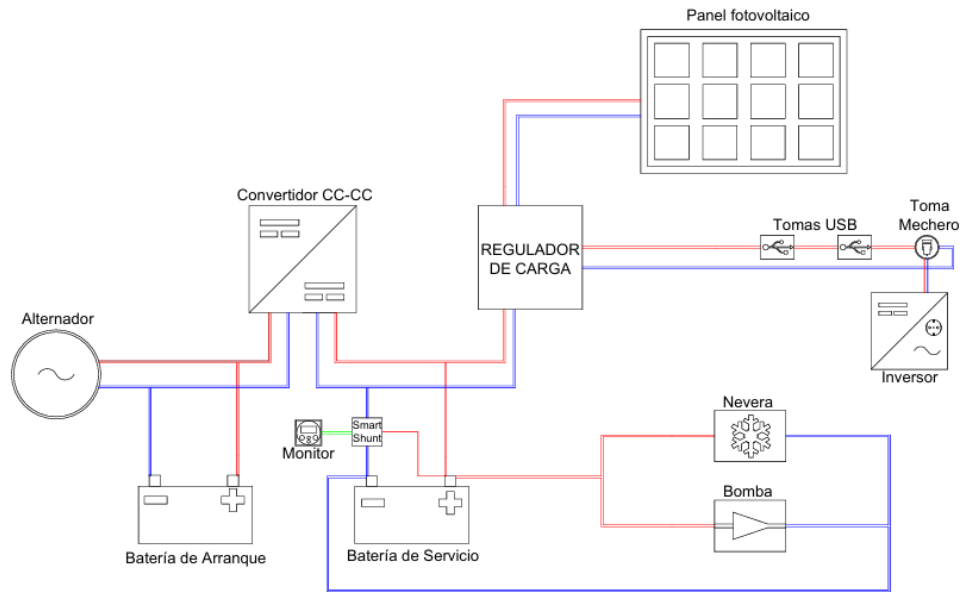 Panel fotovoltaico
Convertidor CC-CC
REGULADOR
DE CARGA
Tomas USB
Toma
Mechero
Alternador
Inversor
Smart
Shunt
Monitor
Nevera
Bomba
Batería de Arranque
Batería de Servicio